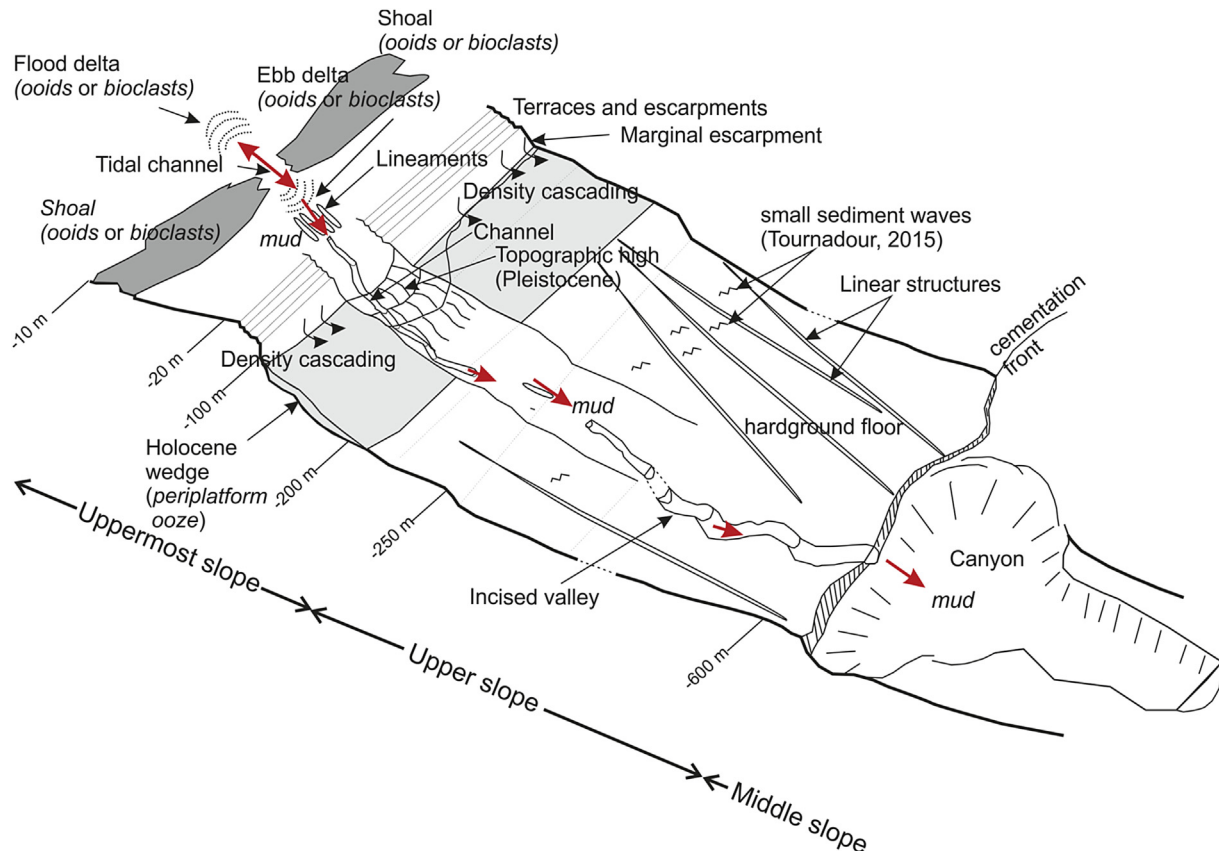 Shoal
(ooids or bioclasts)
Flood delta
(ooids or bioclasts)
Ebb delta
(ooids or bioclasts)
Terraces and escarpments
Marginal escarpment
Tidal channel
Lineaments
Density cascading
Shoal
(ooids or bioclasts)
mud
Channel
Topographic high
(Pleistocene)
small sediment waves
(Tournadour, 2015)
Linear structures
cementation
front
-10 m
-20 m
-100 m
-200 m
-250 m
-600 m
Density cascading
mud
hardground floor
Holocene
wedge
(periplatform
ooze)
Incised valley
Canyon
mud
Uppermost slope
Upper slope
Middle slope